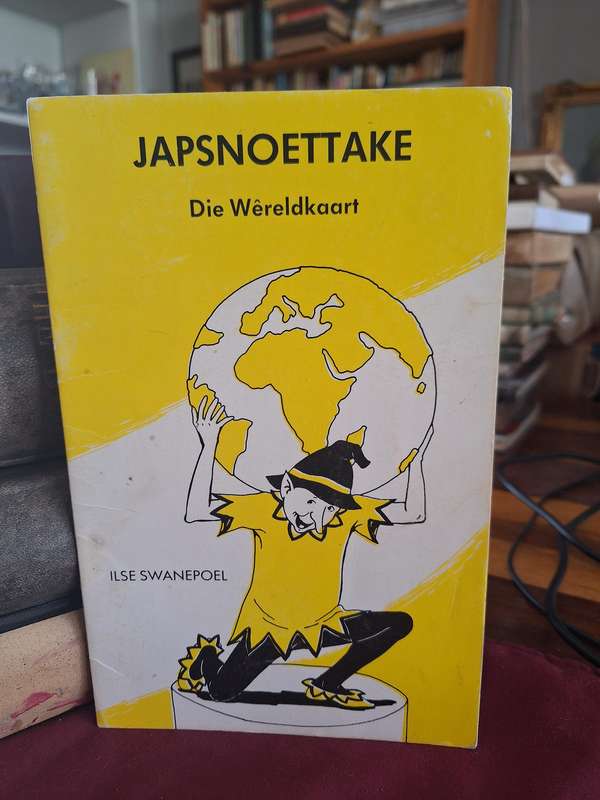 JAPSNOETTAKE
Die Wêreldkaart
ILSE SWANEPOEL